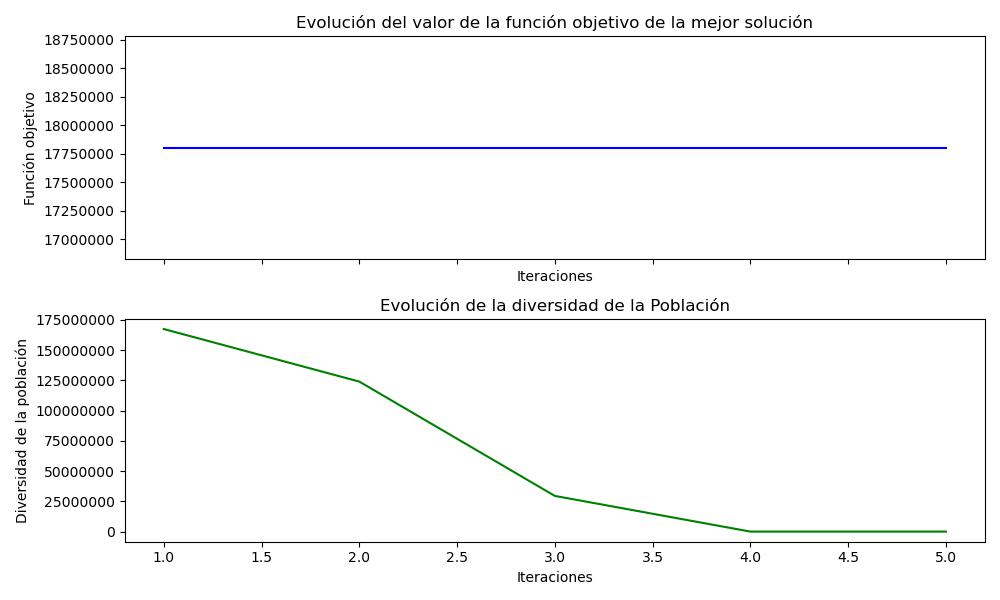 Evolución del valor de la función objetivo de la mejor solución
18750000
18500000
18250000
18000000
17750000
17500000
17250000
17000000
Función objetivo
Iteraciones
Evolución de la diversidad de la Población
175000000
150000000
125000000
100000000
75000000
50000000
25000000
0
Diversidad de la población
1.0 1.5 2.0 2.5 3.0 3.5 4.0 4.5 5.0
Iteraciones